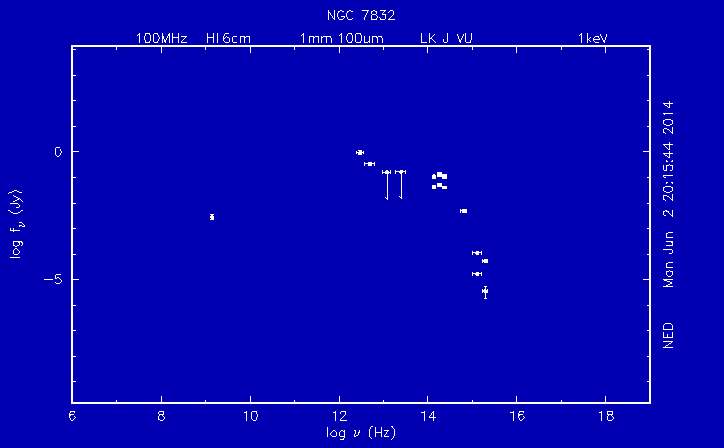 NGC 7832
100MHz HI 6cm 1mm 100um LK J VU 1keV
0
-5
log fν (Jy)
6 8 10 12 14 16 18
log ν (Hz)
NED Mon Jun 2 20:15:44 2014